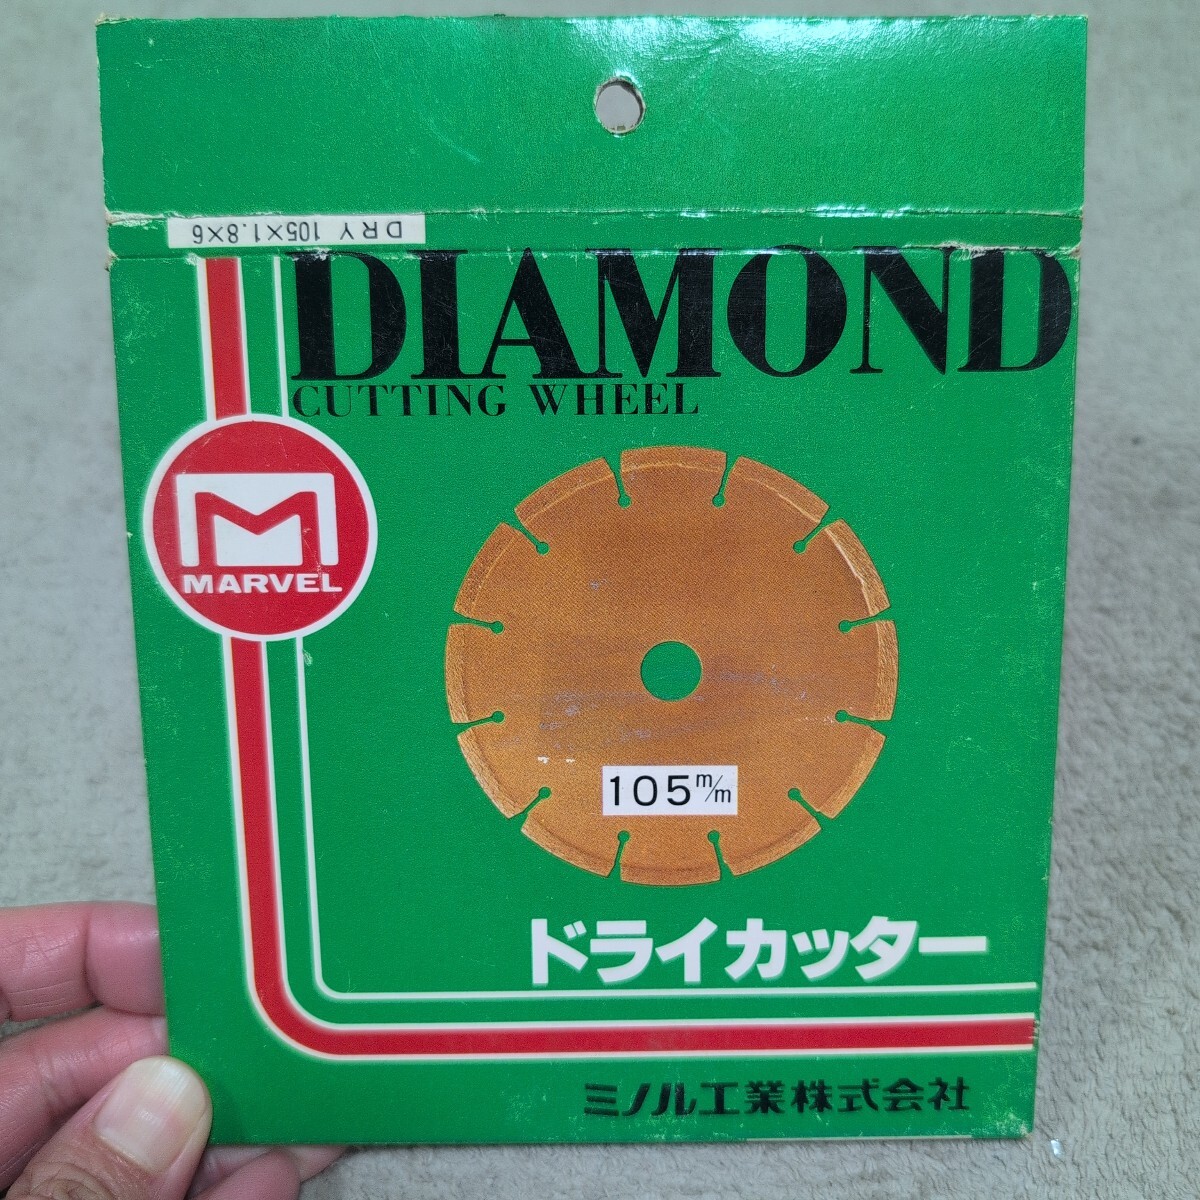 DRY 105×1.8×6
DIAMOND
CUTTING WHEEL
M
MARVEL
105m/m
ドライカッター
ミノル工業株式会社